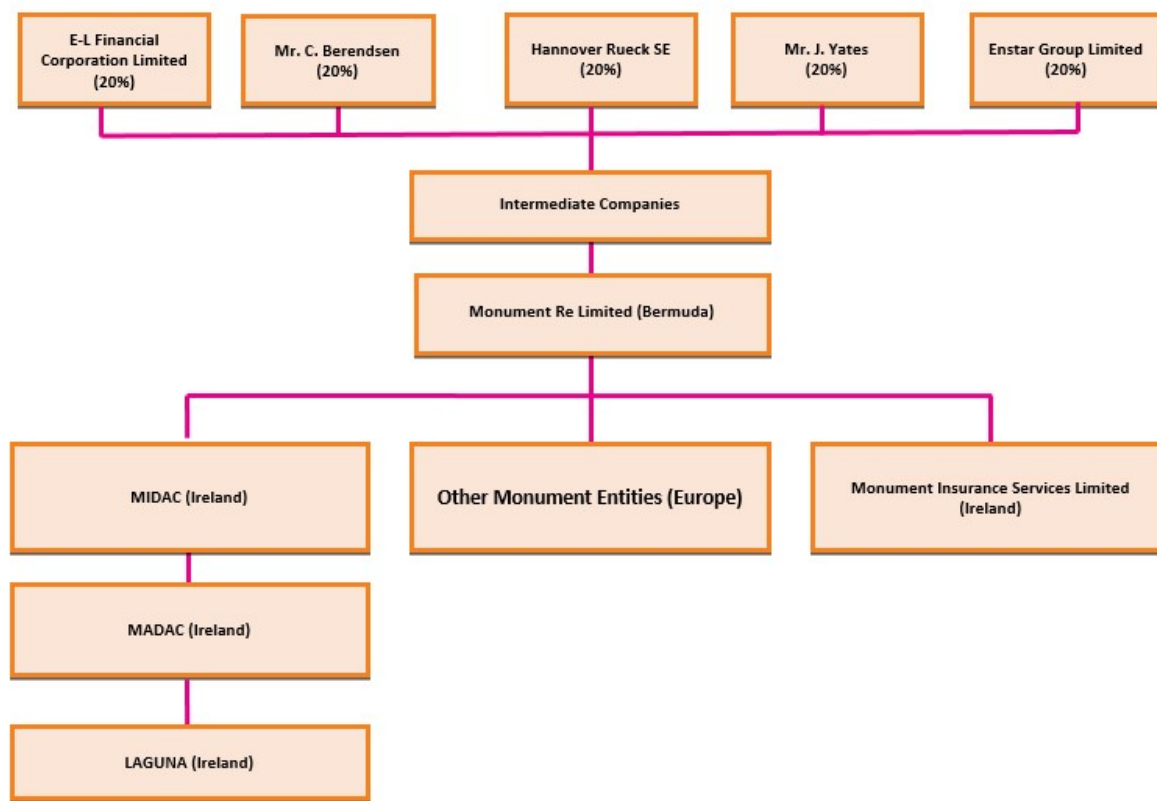 E-L Financial
Corporation Limited
(20%)
Mr. C. Berendsen
(20%)
Hannover Rueck SE
(20%)
Mr. J. Yates
(20%)
Enstar Group Limited
(20%)
Intermediate Companies
Monument Re Limited (Bermuda)
MIDAC (Ireland)
Other Monument Entities (Europe)
Monument Insurance Services Limited
(Ireland)
MADAC (Ireland)
LAGUNA (Ireland)